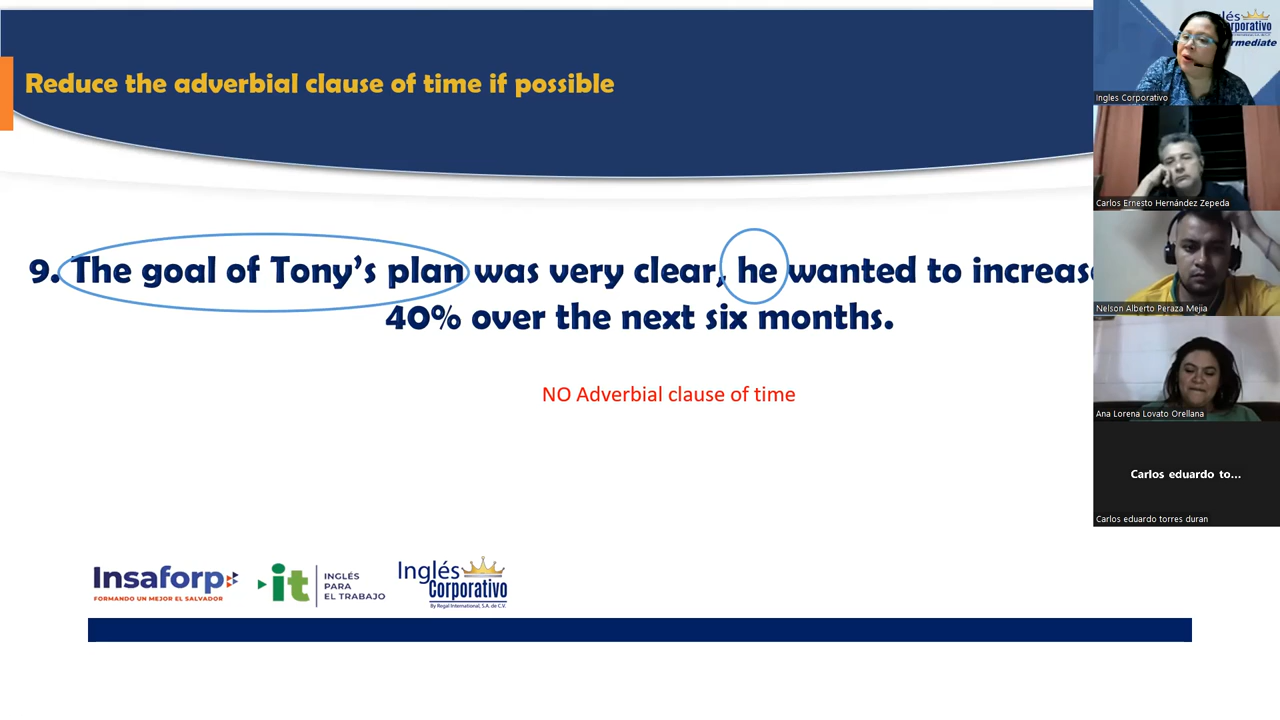 Reduce the adverbial clause of time if possible
9. The goal of Tony's plan was very clear, he wanted to
40% over the next six months.
NO Adverbial clause of time
Insaforp
FORMANDO UN MEJOR EL SALVADOR
it
INGLÉS
PARA
EL TRABAJO
Inglés
Corporativo
By Regal International, S.A. de C.V.
Corporativo
Ingles Corporativo
Carlos Ernesto Hernández Zepeda
Nelson Alberto Peraza Mejia
Ana Lorena Lovato Orellana
Carlos eduardo to...
Carlos eduardo torres duran